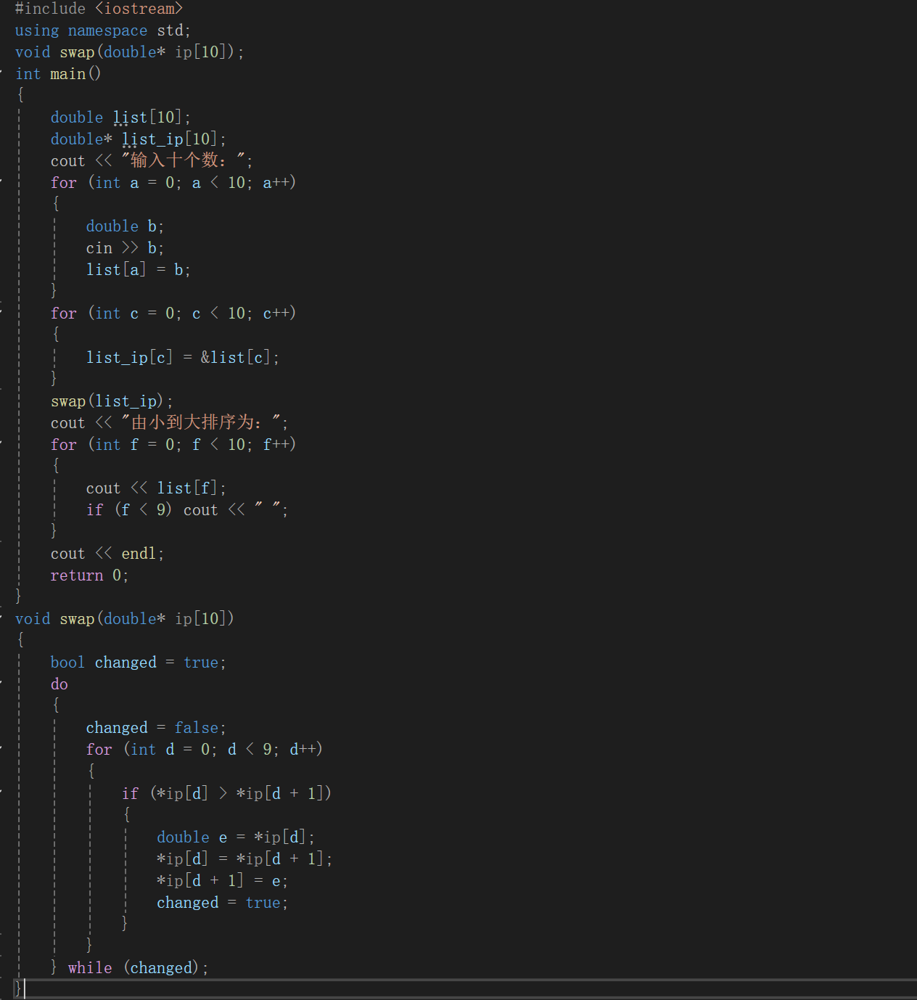 #include <iostream>
using namespace std;
void swap(double* ip[10]);
int main()
{
    double list[10];
    double* list_ip[10];
    cout << "输入十个数：";
    for (int a = 0; a < 10; a++)
    {
        double b;
        cin >> b;
        list[a] = b;
    }
    for (int c = 0; c < 10; c++)
    {
        list_ip[c] = &list[c];
    }
    swap(list_ip);
    cout << "由小到大排序为：";
    for (int f = 0; f < 10; f++)
    {
        cout << list[f];
        if (f < 9) cout << " ";
    }
    cout << endl;
    return 0;
}
void swap(double* ip[10])
{
    bool changed = true;
    do
    {
        changed = false;
        for (int d = 0; d < 9; d++)
        {
            if (*ip[d] > *ip[d + 1])
            {
                double e = *ip[d];
                *ip[d] = *ip[d + 1];
                *ip[d + 1] = e;
                changed = true;
            }
        }
    } while (changed);
}